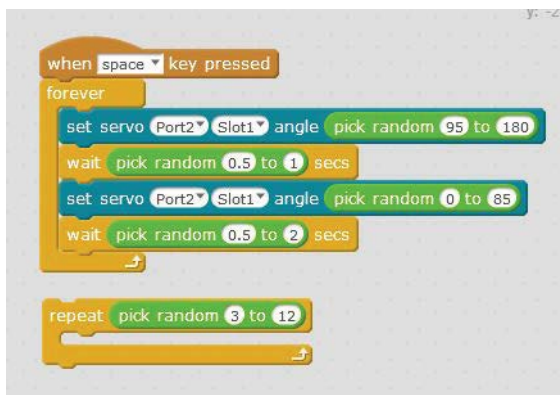 when space key pressed
forever
set servo Port2 Slot1 angle pick random 95 to 180
wait pick random 0.5 to 1 secs
set servo Port2 Slot1 angle pick random 0 to 85
wait pick random 0.5 to 2 secs
repeat pick random 3 to 12